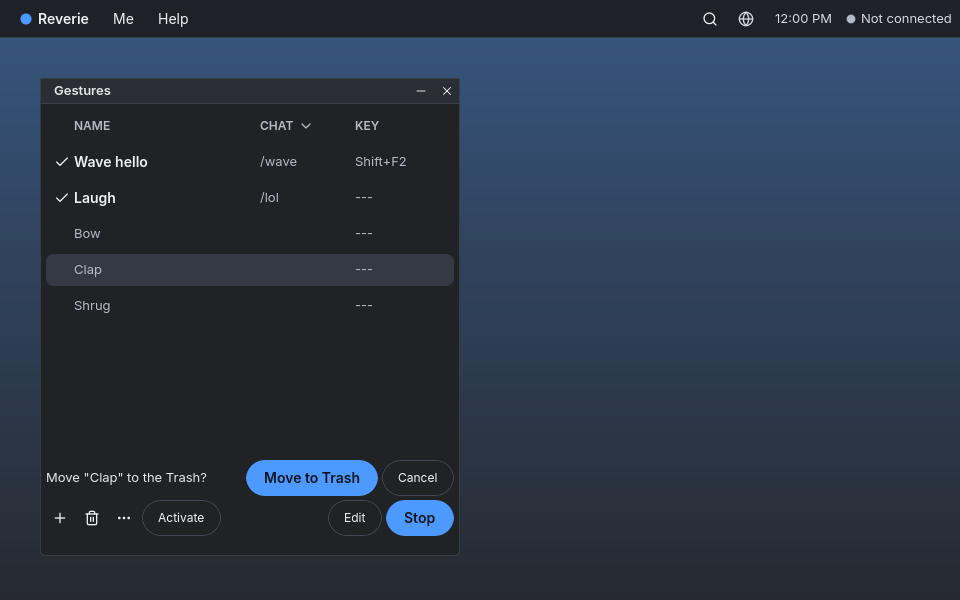 Reverie Me Help 12:00 PM Not connected
Gestures
NAME CHAT KEY
Wave hello /wave Shift+F2
Laugh /lol ---
Bow ---
Clap ---
Shrug ---
Move "Clap" to the Trash? Move to Trash Cancel
Activate Edit Stop